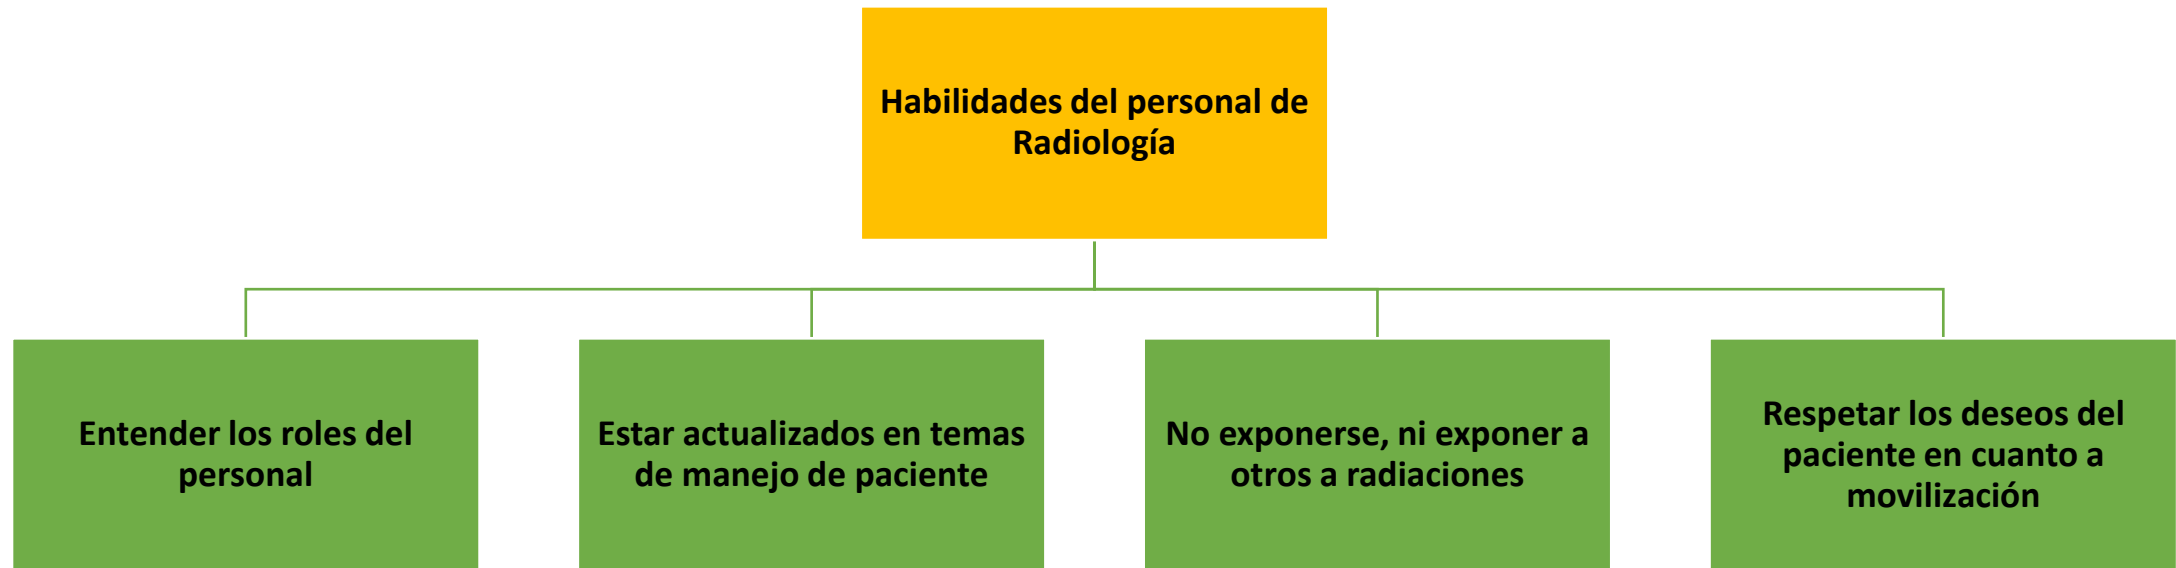 Habilidades del personal de
Radiología
Entender los roles del
personal
Estar actualizados en temas
de manejo de paciente
No exponerse, ni exponer a
otros a radiaciones
Respetar los deseos del
paciente en cuanto a
movilización